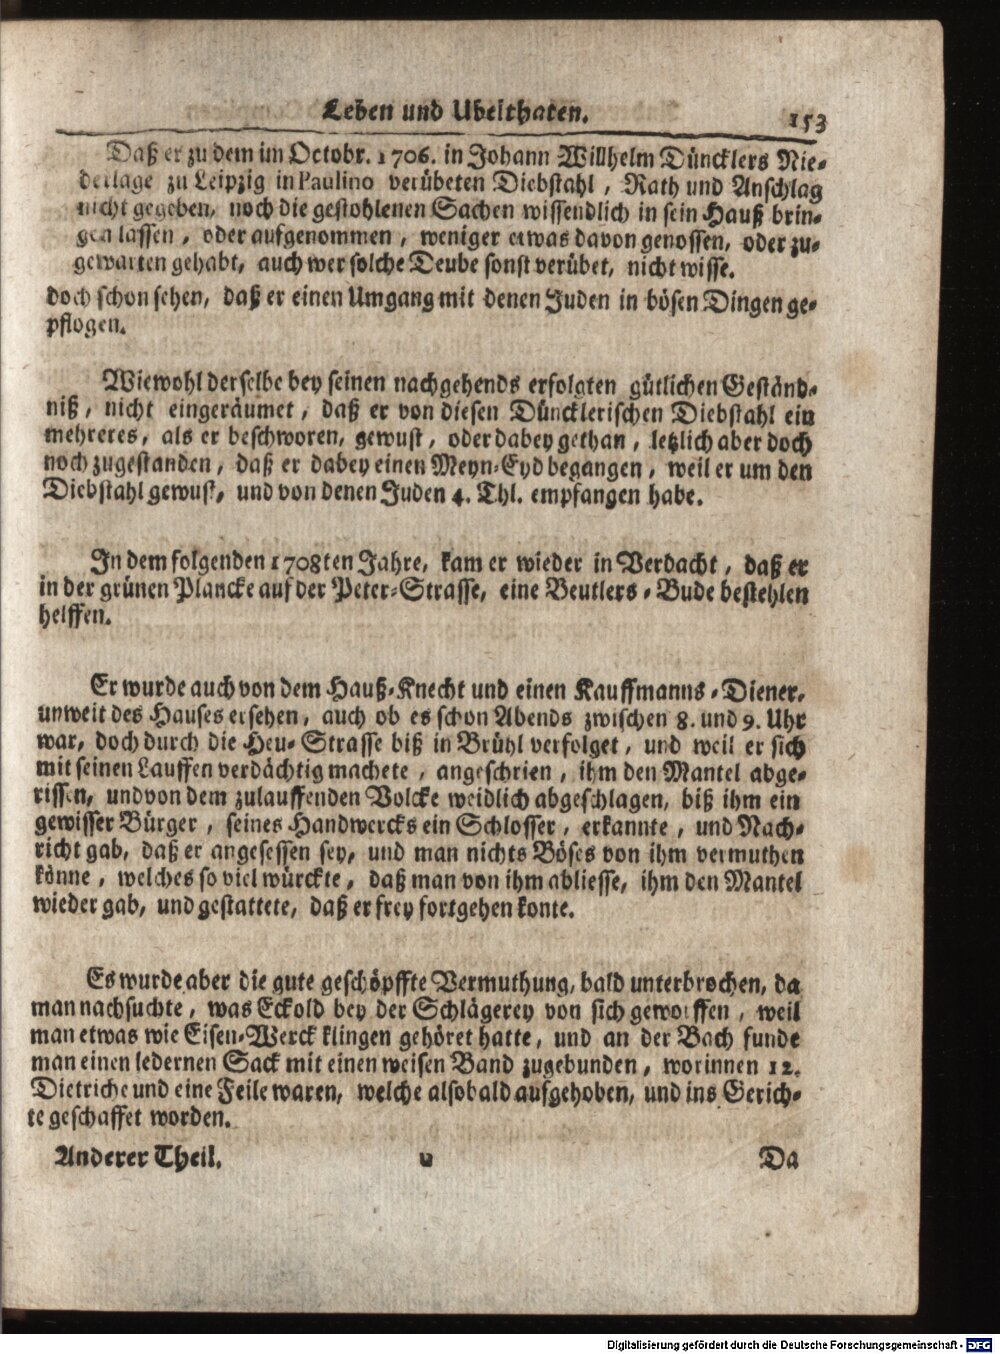 Leben und Ubelthaten. 153
Daß er zu dem im Octobr. 1706. in Johann Willhelm Düncklers Nie-
derlage zu Leipzig in Paulino verübeten Diebstahl, Rath und Anschlag
nicht gegeben, noch die gestohlenen Sachen wissendlich in sein Hauß brin-
gen lassen, oder aufgenommen, weniger etwas davon genossen, oder zu-
gewarten gehabt, auch wer solche Deube sonst verübet, nicht wisse.
doch schon sehen, daß er einen Umgang mit denen Juden in bösen Dingen ge-
pflogen.
Wiewohl derselbe bey seinen nachgehends erfolgten gütlichen Geständ-
niß, nicht eingeräumet, daß er von diesen Düncklerischen Diebstahl ein
mehreres, als er beschworen, gewust, oder dabey gethan, letzlich aber doch
noch zugestanden, daß er dabey einen Meyn-Eyd begangen, weil er um den
Diebstahl gewust, und von denen Juden 4. Thl. empfangen habe.
In dem folgenden 1708ten Jahre, kam er wieder in Verdacht, daß er
in der grünen Plancke auf der Peter-Strasse, eine Beutlers-Bude bestehlen
helffen.
Er wurde auch von dem Hauß-Knecht und einen Kauffmanns-Diener,
unweit des Hauses ersehen, auch ob es schon Abends zwischen 8. und 9. Uhr
war, doch durch die Heu-Strasse biß in Brühl verfolget, und weil er sich
mit seinen Lauffen verdächtig machete, angeschrien, ihm den Mantel abge-
rissen, und von dem zulauffenden Volcke weidlich abgeschlagen, biß ihm ein
gewisser Bürger, seines Handwercks ein Schlosser, erkannte, und Nach-
richt gab, daß er angesessen sey, und man nichts Böses von ihm vermuthen
könne, welches so viel würckte, daß man von ihm abliesse, ihm den Mantel
wieder gab, und gestattete, daß er frey fortgehen konte.
Es wurde aber die gute geschöpffte Vermuthung, bald unterbrochen, da
man nachsuchte, was Eckold bey der Schlägerey von sich geworffen, weil
man etwas wie Eisen-Werck klingen gehöret hatte, und an der Bach funde
man einen ledernen Sack mit einen weisen Band zugebunden, worinnen 12.
Dietriche und eine Feile waren, welche alsobald aufgehoben, und ins Gerich-
te geschaffet worden.
Anderer Theil. u Da
Digitalisierung gefördert durch die Deutsche Forschungsgemeinschaft - DFG